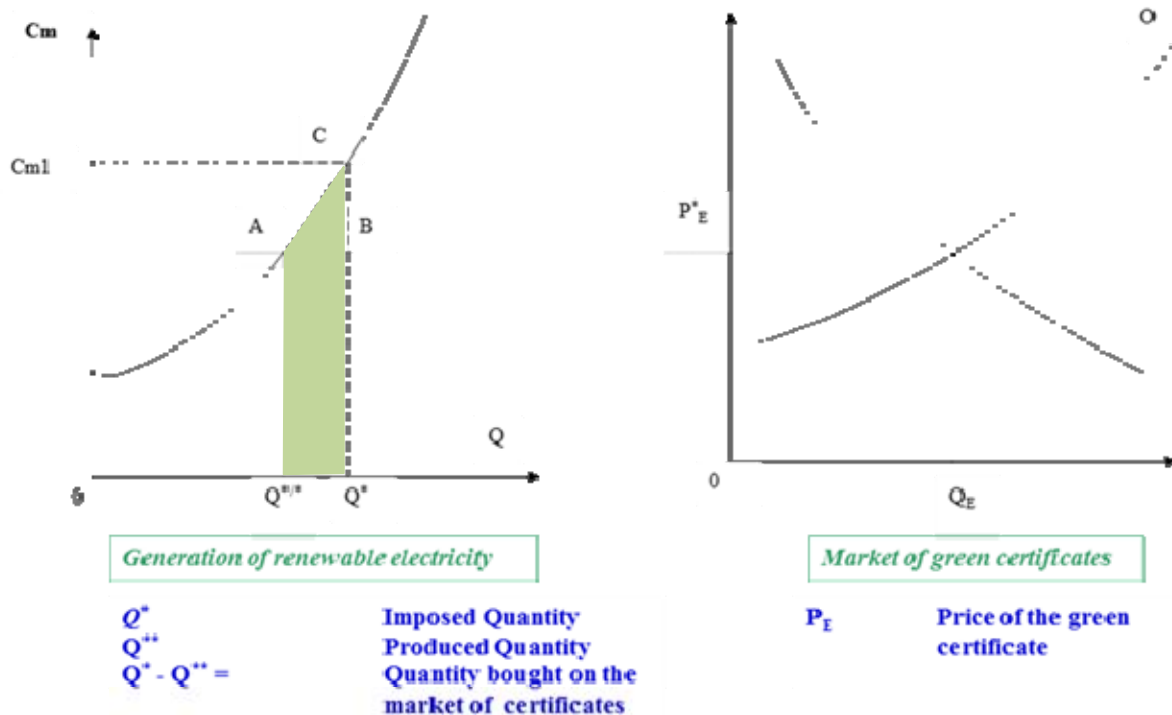 Cm
C
Cm1
A
B
Q
Q*
O
P*E
0
QE
Generation of renewable electricity
Market of green certificates
Q* Imposed Quantity
Q** Produced Quantity
Q* - Q** = Quantity bought on the
market of certificates
PE Price of the green
certificate